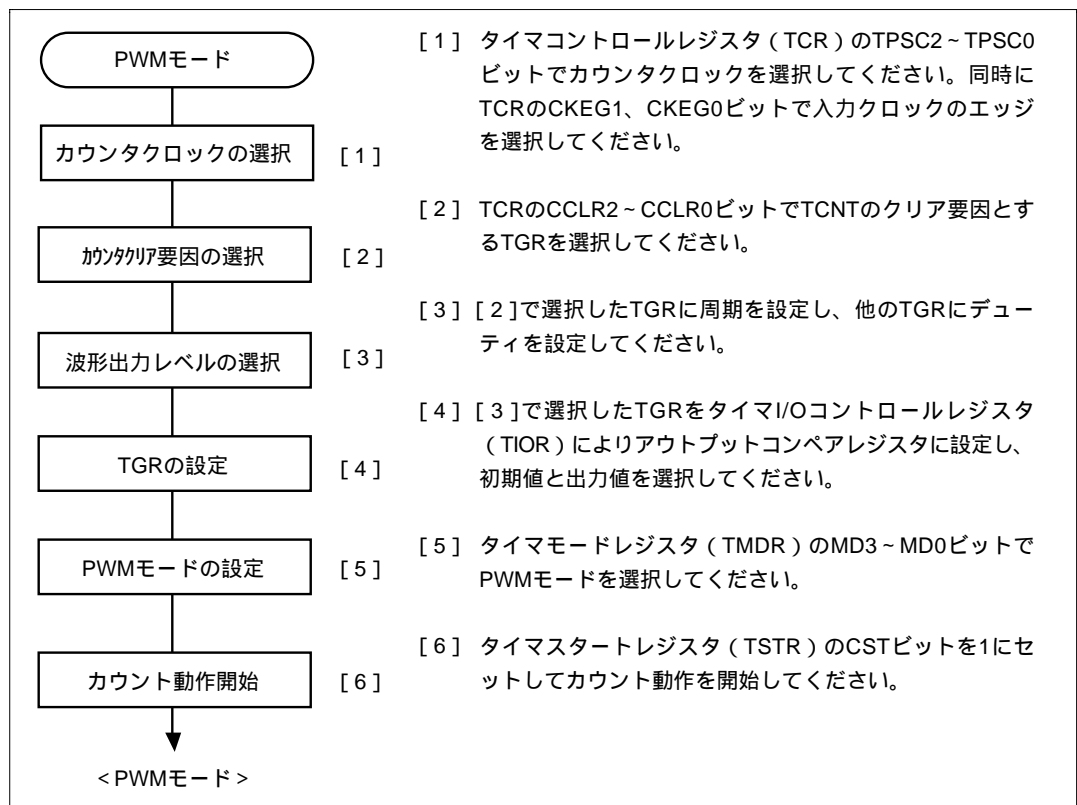 PWMモード
カウンタクロックの選択 [1]
ｶｳﾝﾀｸﾘｱ要因の選択 [2]
波形出力レベルの選択 [3]
TGRの設定 [4]
PWMモードの設定 [5]
カウント動作開始 [6]
<PWMモード>
[1] タイマコントロールレジスタ(TCR)のTPSC2~TPSC0
ビットでカウンタクロックを選択してください。同時に
TCRのCKEG1、CKEG0ビットで入力クロックのエッジ
を選択してください。
[2] TCRのCCLR2~CCLR0ビットでTCNTのクリア要因とす
るTGRを選択してください。
[3] [2]で選択したTGRに周期を設定し、他のTGRにデュー
ティを設定してください。
[4] [3]で選択したTGRをタイマI/Oコントロールレジスタ
(TIOR)によりアウトプットコンペアレジスタに設定し、
初期値と出力値を選択してください。
[5] タイマモードレジスタ(TMDR)のMD3~MD0ビットで
PWMモードを選択してください。
[6] タイマスタートレジスタ(TSTR)のCSTビットを1にセ
ットしてカウント動作を開始してください。